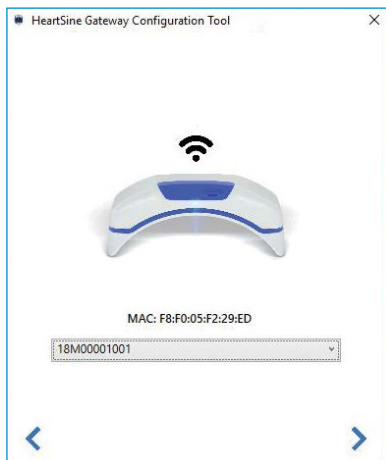 HeartSine Gateway Configuration Tool
MAC: F8:F0:05:F2:29:ED
18M00001001